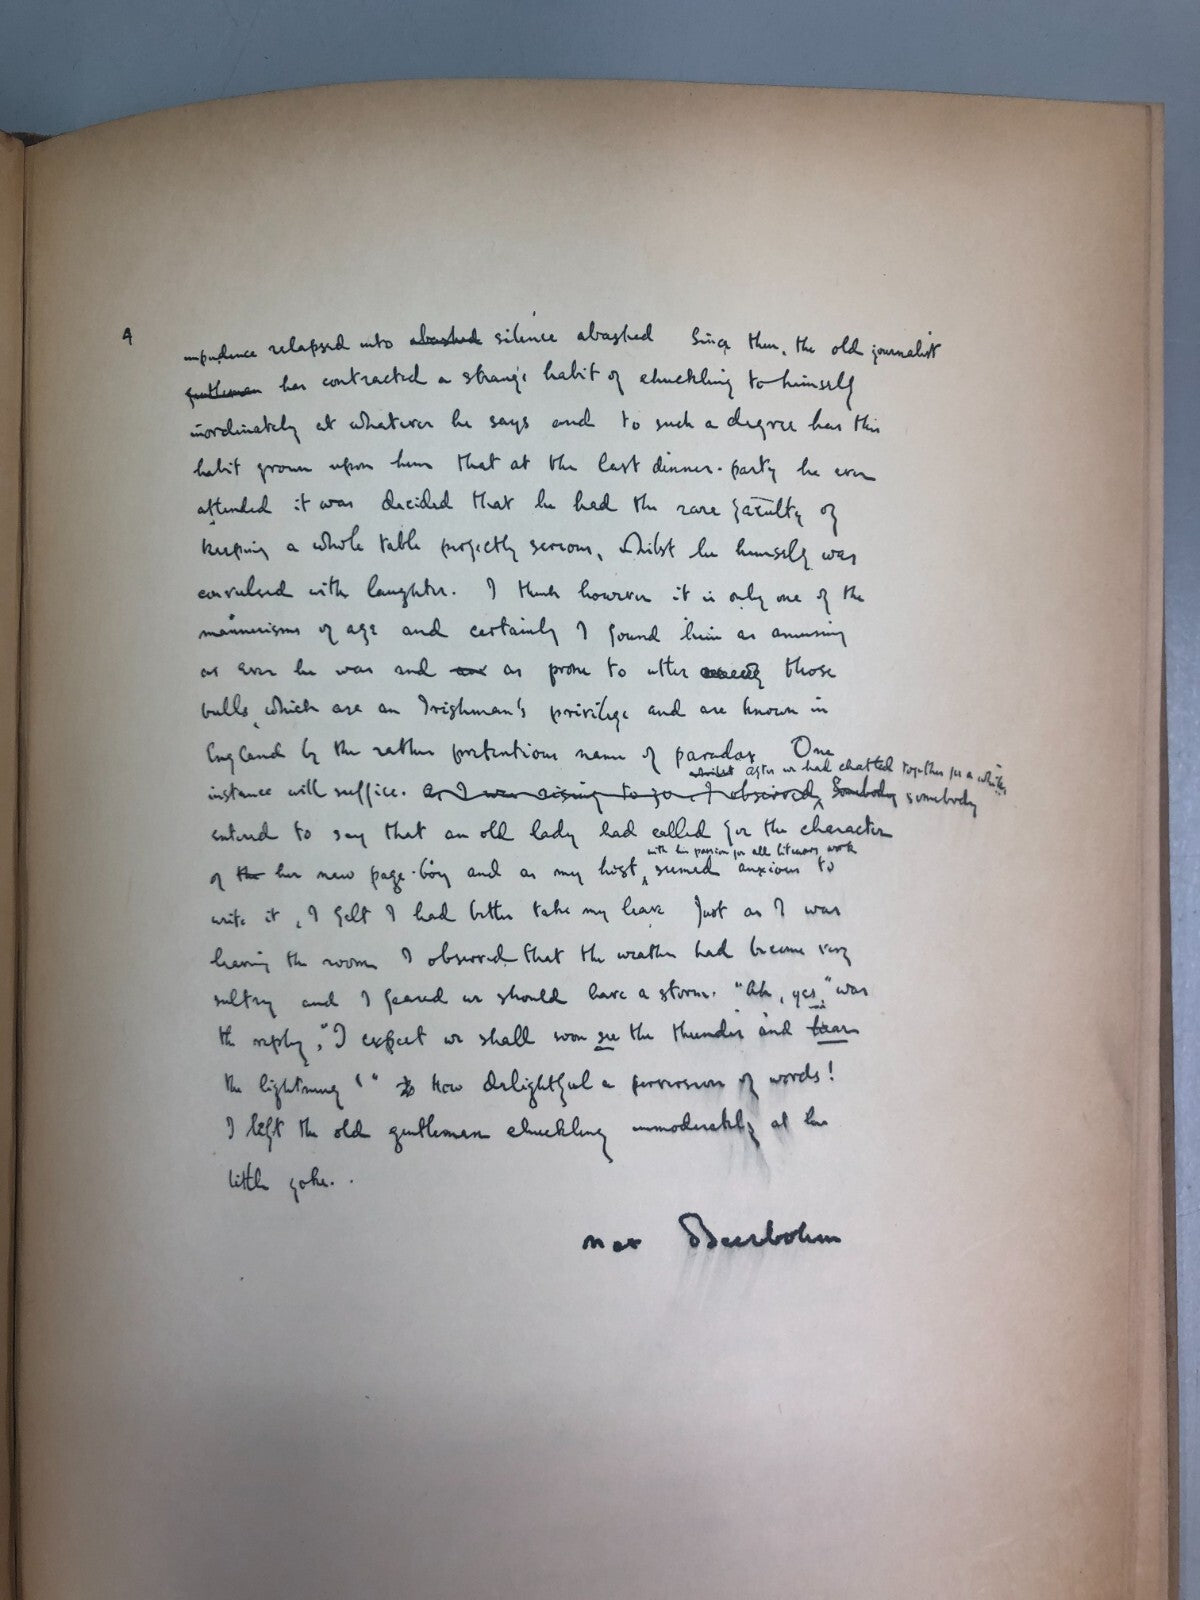 4
impudence relapsed into abashed silence abashed Since then, the old journalist
gentleman has contracted a strange habit of chuckling to himself
inordinately at whatever he says and to such a degree has this
habit grown upon him that at the last dinner-party he ever
attended it was decided that he had the rare faculty of
keeping a whole table perfectly serious, whilst he himself was
convulsed with laughter. I think however it is only one of the
mannerisms of age and certainly I found him as amusing
as ever he was and as prone to utter those
bulls, which are an Irishman's privilege and are known in
England by the rather pretentious name of paradox. One
whilst after we had chatted together for a while,
instance will suffice. As I was rising to go, I observed, Somebody somebody
entered to say that an old lady had called for the character
with his passion for all literary work
of the her new page-boy and as my host, seemed anxious to
write it, I felt I had better take my leave Just as I was
leaving the room I observed that the weather had become very
sultry and I feared we should have a storm. "Ah, yes," was
the reply, "I expect we shall soon see the thunder and hear
the lightning!" How delightful a perversion of words!
I left the old gentleman chuckling immoderately at his
little joke.
Max Beerbohm